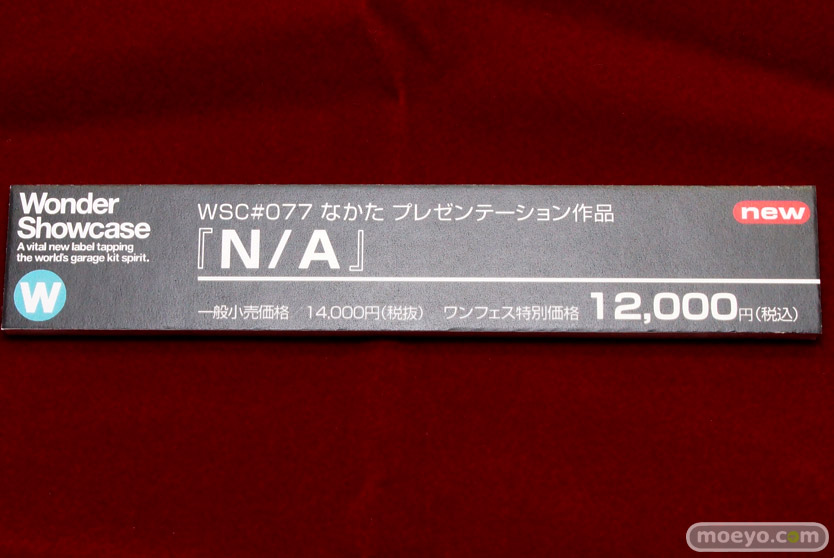 Wonder
Showcase
A vital new label tapping
the world's garage kit spirit.
W
WSC#077 なかた プレゼンテーション作品
『N/A』
new
一般小売価格/14,000円(税抜) ワンフェス特別価格 12,000円(税込)
moeyo.com